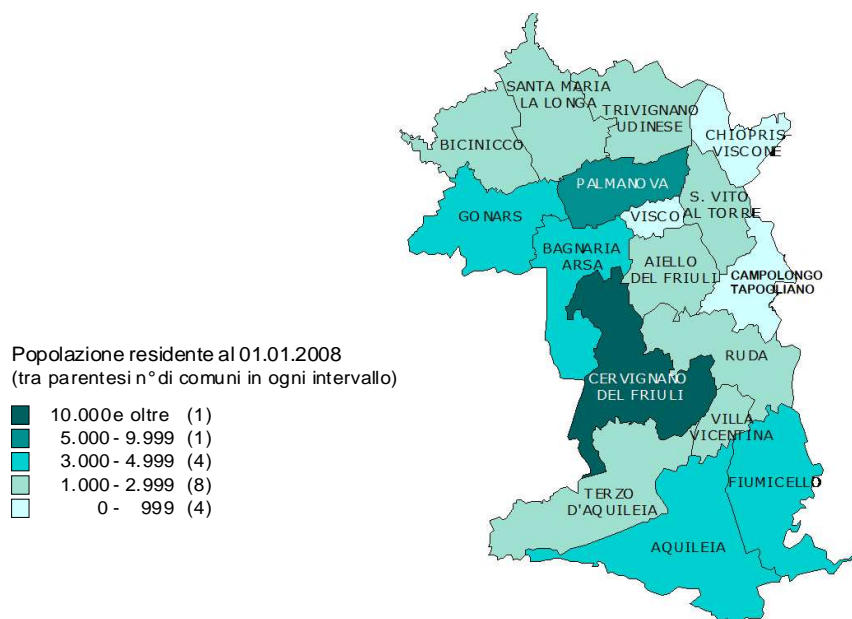 SANTA MARIA
LA LONGA
TRIVIGNANO
UDINESE
CHIOPRIS-
VISCONE
BICINICCO
PALMANOVA
S. VITO
AL TORRE
GONARS
VISCO
BAGNARIA
ARSA
AIELLO
DEL FRIULI
CAMPOLONGO
TAPOGLIANO
RUDA
CERVIGNANO
DEL FRIULI
VILLA
VICENTINA
FIUMICELLO
TERZO
D'AQUILEIA
AQUILEIA
Popolazione residente al 01.01.2008
(tra parentesi n° di comuni in ogni intervallo)
10.000 e oltre (1)
5.000 - 9.999 (1)
3.000 - 4.999 (4)
1.000 - 2.999 (8)
0 - 999 (4)